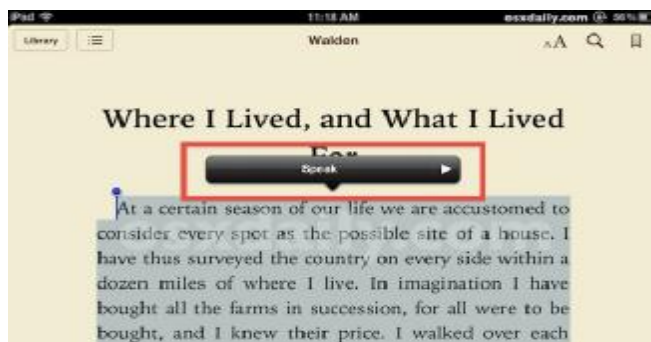 iPad 11:18 AM osxdaily.com 56%
Library Walden AA
Where I Lived, and What I Lived
For
Speak
At a certain season of our life we are accustomed to
consider every spot as the possible site of a house. I
have thus surveyed the country on every side within a
dozen miles of where I live. In imagination I have
bought all the farms in succession, for all were to be
bought, and I knew their price. I walked over each